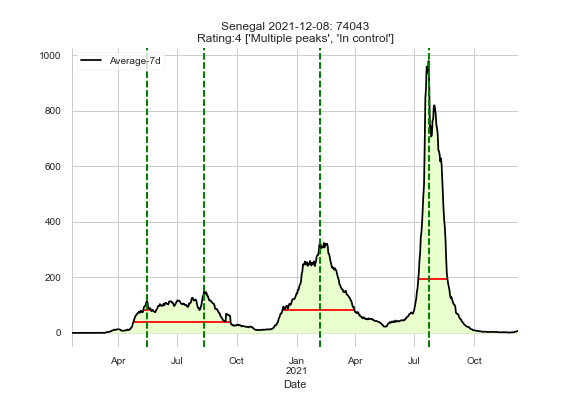 Senegal 2021-12-08: 74043
Rating:4 ['Multiple peaks', 'In control']
Average-7d
1000
800
600
400
200
0
Apr Jul Oct Jan Apr Jul Oct
2021
Date